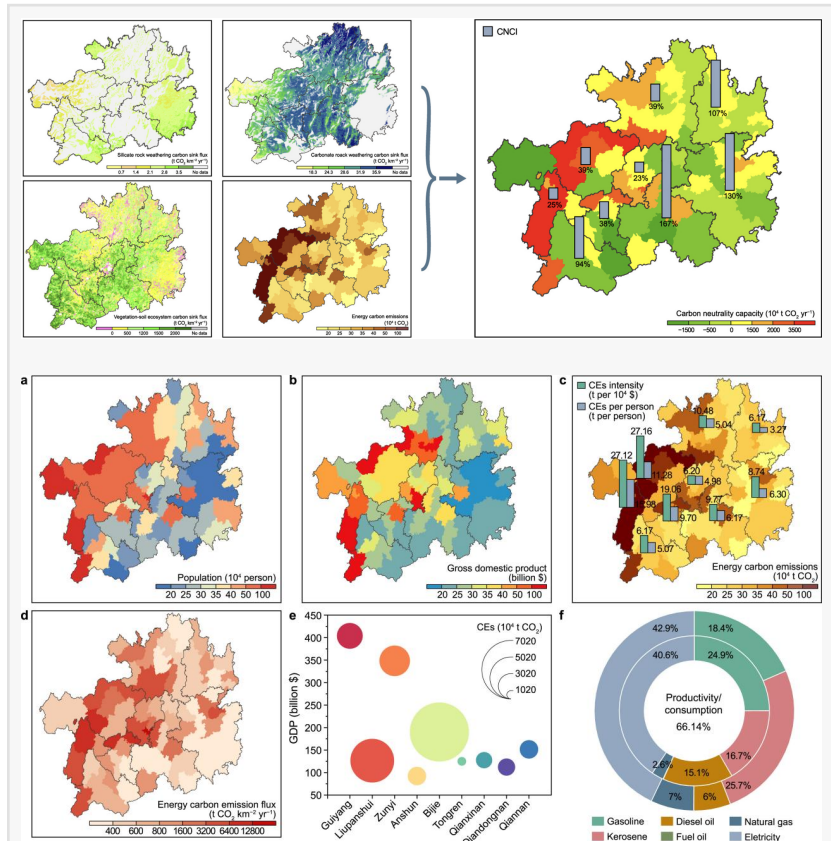 Silicate rock weathering carbon sink flux
(t CO₂ km⁻² yr⁻¹)
0.7 1.4 2.1 2.8 3.5 No data
Carbonate roack weathering carbon sink flux
(t CO₂ km⁻² yr⁻¹)
18.3 24.3 28.6 31.9 35.9 No data
Vegetation-soil ecosystem carbon sink flux
(t CO₂ km⁻² yr⁻¹)
0 500 1000 1500 2000 No data
Energy carbon emissions
(10⁴ t CO₂)
20 25 35 40 50 100
CNCI
39%
107%
39%
23%
130%
25%
38%
167%
94%
Carbon neutrality capacity (10⁴ t CO₂ yr⁻¹)
−1500 −500 0 500 1500 3500
a
Population (10⁴ person)
20 25 30 35 40 50 100
b
Gross domestic product
(billion $)
20 25 30 35 40 50 100
c
CEs intensity
(t per 10⁴ $)
CEs per person
(t per person)
10.48
5.04
6.17
3.27
27.16
27.12
11.28
6.20
4.98
8.74
6.30
19.06
9.70
9.77
6.17
6.17
5.07
Energy carbon emissions
(10⁴ t CO₂)
20 25 35 40 50 100
d
Energy carbon emission flux
(t CO₂ km⁻² yr⁻¹)
400 800 1600 3200 6400 12800
e
CEs (10⁴ t CO₂)
7020
5020
3020
1020
GDP (billion $)
450
400
350
300
250
200
150
100
50
Guiyang
Liupanshui
Zunyi
Anshun
Bijie
Tongren
Qianxinan
Qiandongnan
Qiannan
f
42.9%
18.4%
40.6%
24.9%
Productivity/
consumption
66.14%
2.6%
16.7%
15.1%
25.7%
7%
6%
Gasoline
Diesel oil
Natural gas
Kerosene
Fuel oil
Eletricity